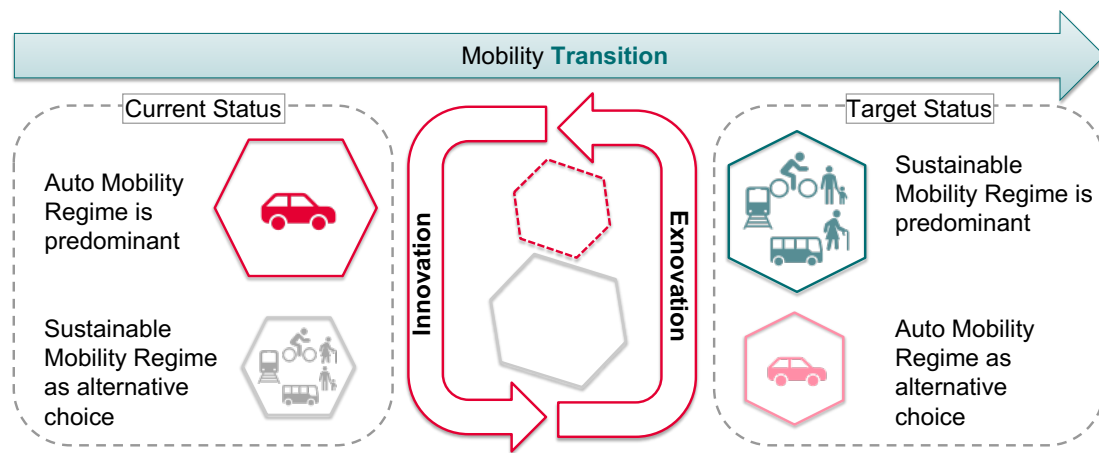 Mobility Transition
Current Status
Auto Mobility
Regime is
predominant
Sustainable
Mobility Regime
as alternative
choice
Innovation
Exnovation
Target Status
Sustainable
Mobility Regime is
predominant
Auto Mobility
Regime as
alternative
choice